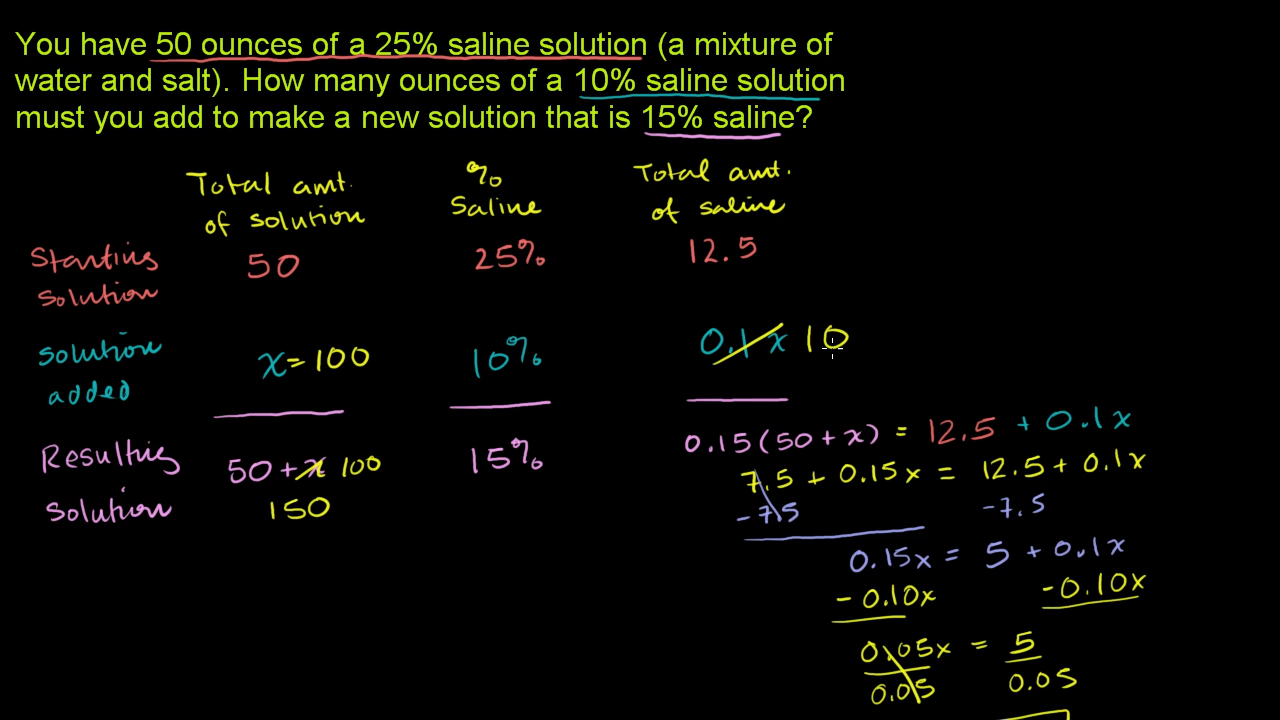 You have 50 ounces of a 25% saline solution (a mixture of
water and salt). How many ounces of a 10% saline solution
must you add to make a new solution that is 15% saline?
Total amt. of solution
% Saline
Total amt. of saline
Starting solution
50
25%
12.5
solution added
x = 100
10%
0.1x 10
Resulting solution
50 + x 100
150
15%
0.15(50 + x) = 12.5 + 0.1x
7.5 + 0.15x = 12.5 + 0.1x
-7.5 -7.5
0.15x = 5 + 0.1x
-0.10x -0.10x
0.05x = 5
0.05 0.05